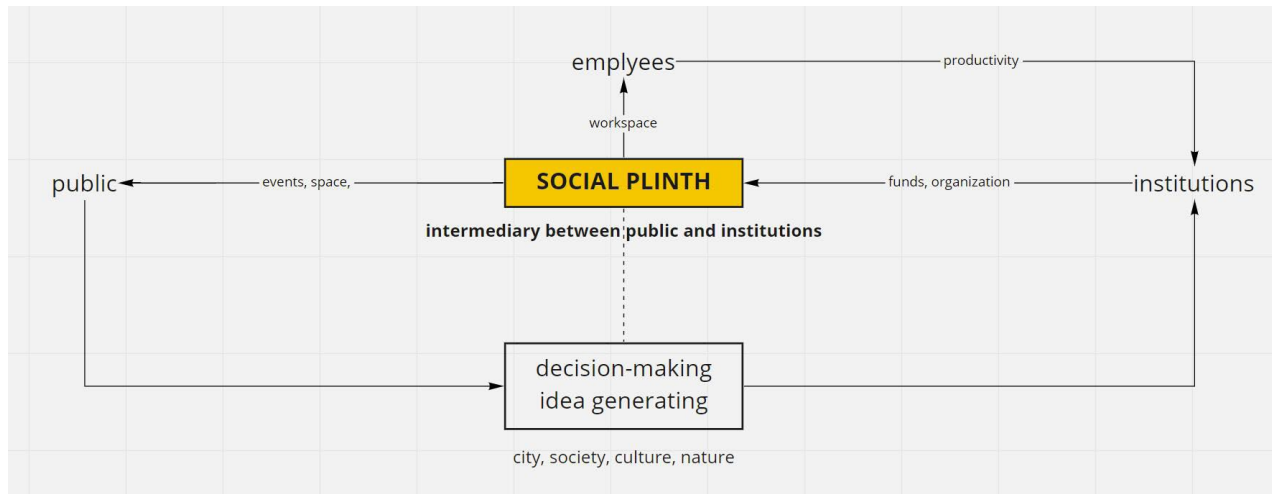 emplyees
productivity
workspace
public
events, space,
SOCIAL PLINTH
funds, organization
institutions
intermediary between public and institutions
decision-making
idea generating
city, society, culture, nature